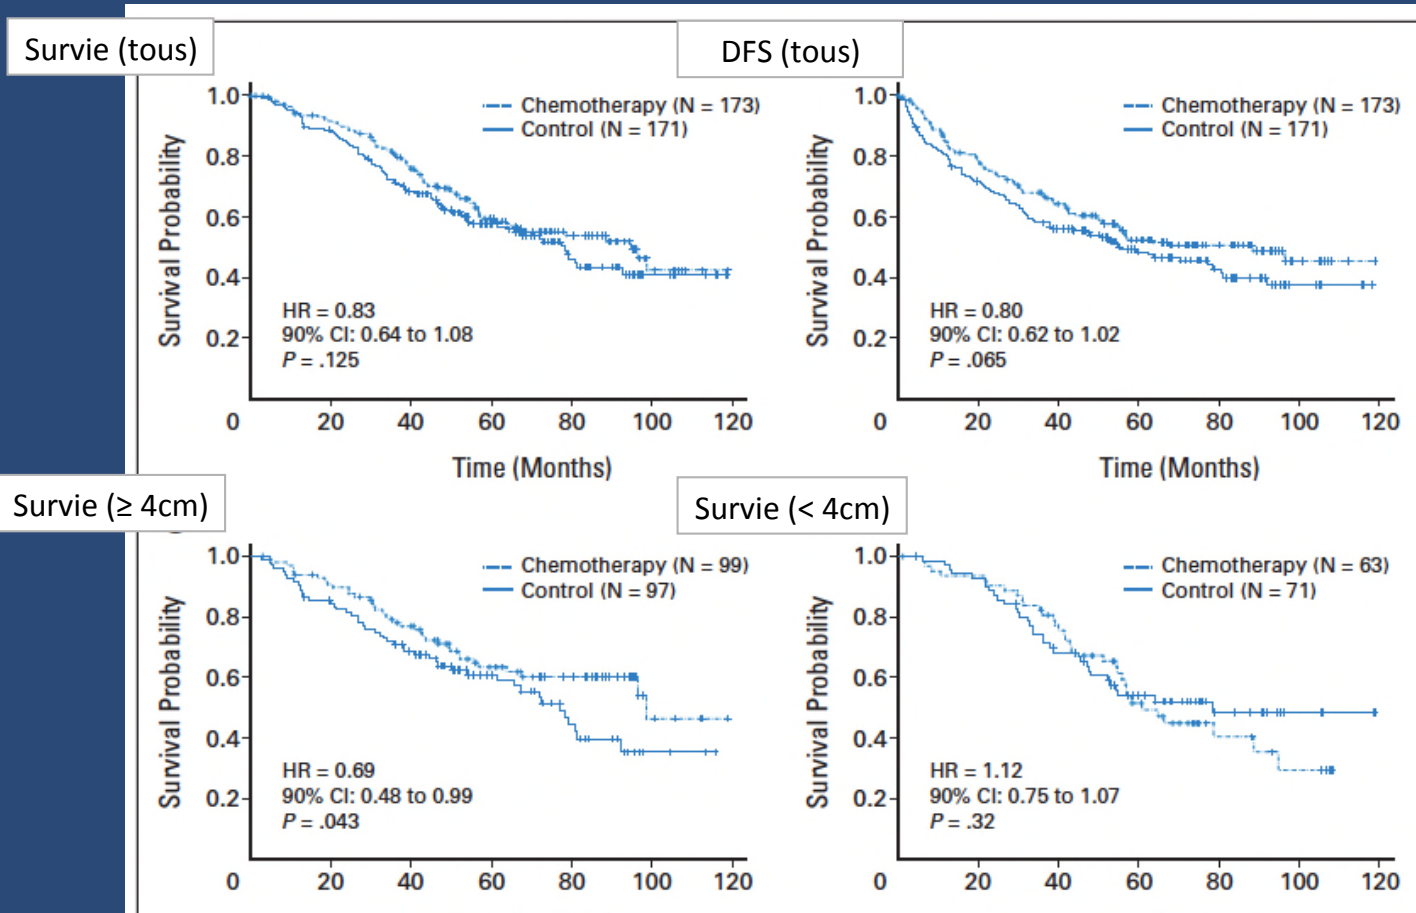 Survie (tous)
1.0
0.8
0.6
0.4
0.2
0
Survival Probability
Chemotherapy (N = 173)
Control (N = 171)
HR = 0.83
90% CI: 0.64 to 1.08
P = .125
20 40 60 80 100 120
Time (Months)
DFS (tous)
1.0
0.8
0.6
0.4
0.2
0
Survival Probability
Chemotherapy (N = 173)
Control (N = 171)
HR = 0.80
90% CI: 0.62 to 1.02
P = .065
20 40 60 80 100 120
Time (Months)
Survie (≥ 4cm)
1.0
0.8
0.6
0.4
0.2
0
Survival Probability
Chemotherapy (N = 99)
Control (N = 97)
HR = 0.69
90% CI: 0.48 to 0.99
P = .043
20 40 60 80 100 120
Survie (< 4cm)
1.0
0.8
0.6
0.4
0.2
0
Survival Probability
Chemotherapy (N = 63)
Control (N = 71)
HR = 1.12
90% CI: 0.75 to 1.07
P = .32
20 40 60 80 100 120